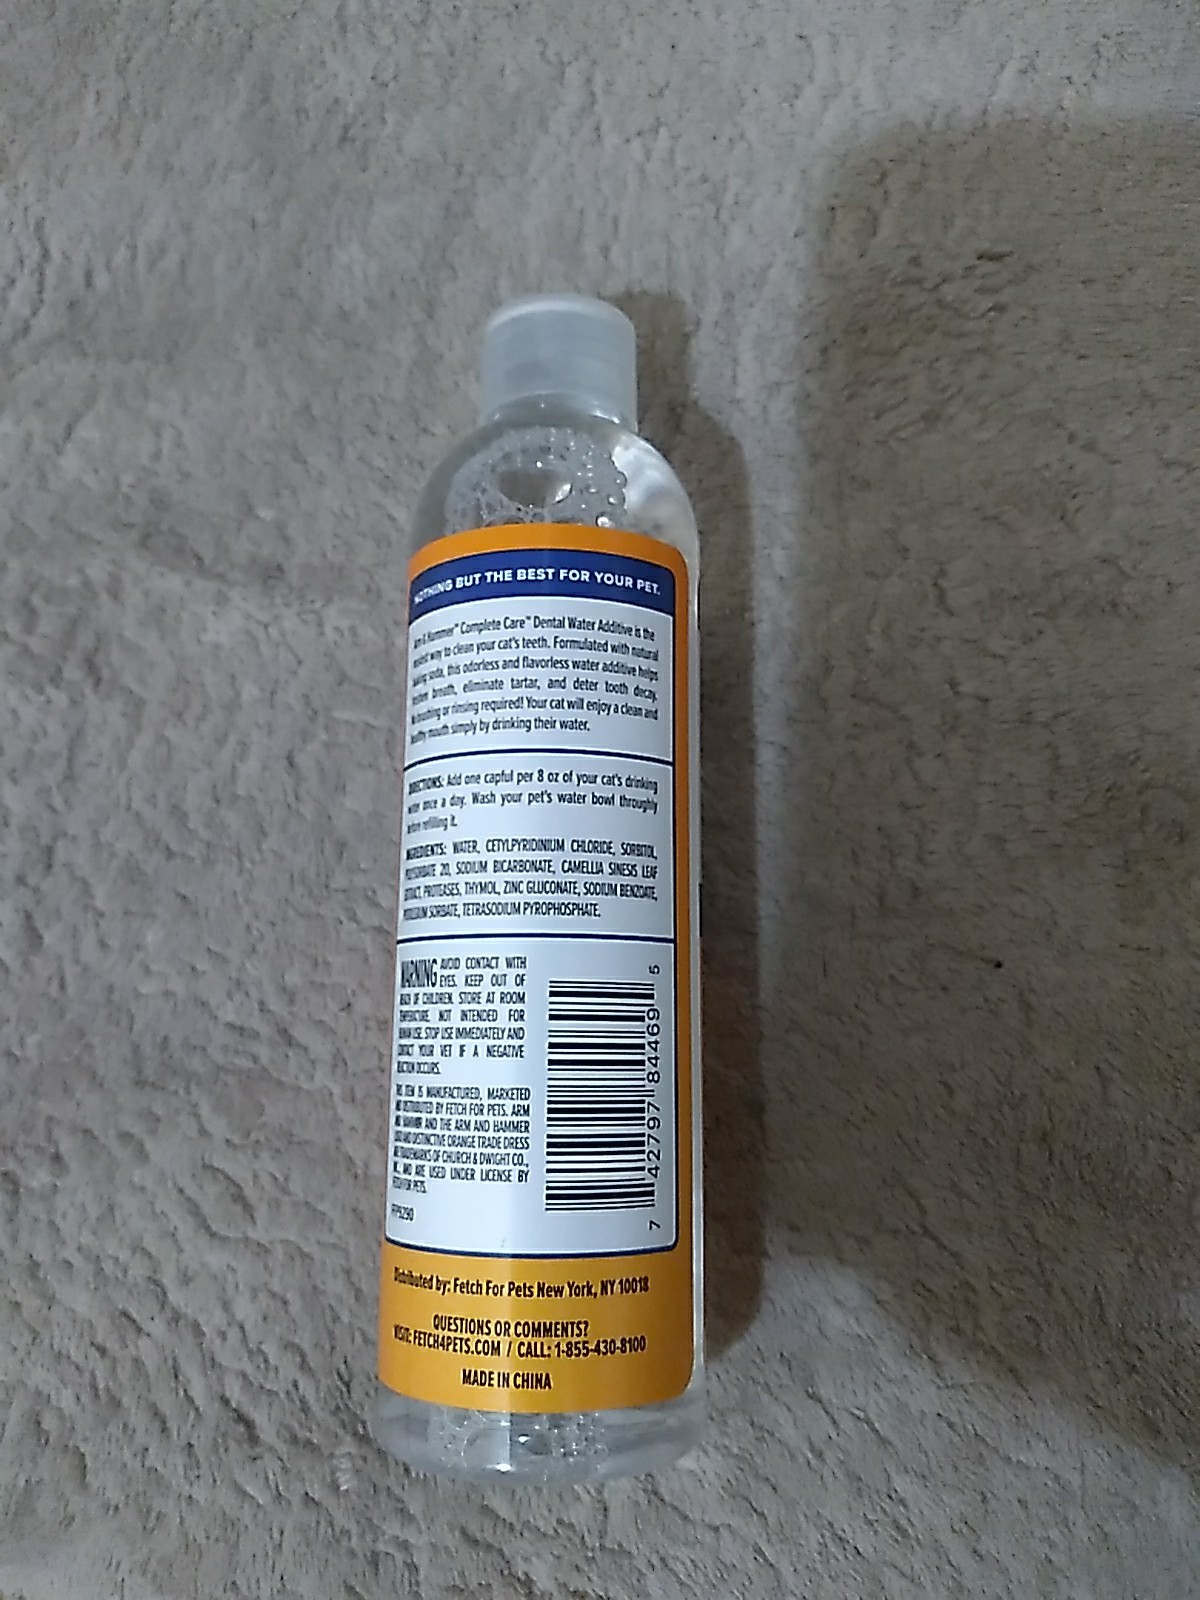 NOTHING BUT THE BEST FOR YOUR PET.
Arm & Hammer™ Complete Care™ Dental Water Additive is the
easiest way to clean your cat's teeth. Formulated with natural
baking soda, this odorless and flavorless water additive helps
freshen breath, eliminate tartar, and deter tooth decay.
No brushing or rinsing required! Your cat will enjoy a clean and
healthy mouth simply by drinking their water.
DIRECTIONS: Add one capful per 8 oz of your cat's drinking
water once a day. Wash your pet's water bowl throughly
before refilling it.
INGREDIENTS: WATER, CETYLPYRIDINIUM CHLORIDE, SORBITOL,
POLYSORBATE 20, SODIUM BICARBONATE, CAMELLIA SINESIS LEAF
EXTRACT, PROTEASES, THYMOL, ZINC GLUCONATE, SODIUM BENZOATE,
POTASSIUM SORBATE, TETRASODIUM PYROPHOSPHATE.
WARNING AVOID CONTACT WITH
EYES. KEEP OUT OF
REACH OF CHILDREN. STORE AT ROOM
TEMPERATURE. NOT INTENDED FOR
HUMAN USE. STOP USE IMMEDIATELY AND
CONTACT YOUR VET IF A NEGATIVE
REACTION OCCURS.
THIS ITEM IS MANUFACTURED, MARKETED
AND DISTRIBUTED BY FETCH FOR PETS. ARM
AND HAMMER AND THE ARM AND HAMMER
LOGO AND DISTINCTIVE ORANGE TRADE DRESS
ARE TRADEMARKS OF CHURCH & DWIGHT CO.,
INC. AND ARE USED UNDER LICENSE BY
FETCH FOR PETS.
FFP9290
7 42797 84469 5
Distributed by: Fetch For Pets New York, NY 10018
QUESTIONS OR COMMENTS?
VISIT: FETCH4PETS.COM / CALL: 1-855-430-8100
MADE IN CHINA